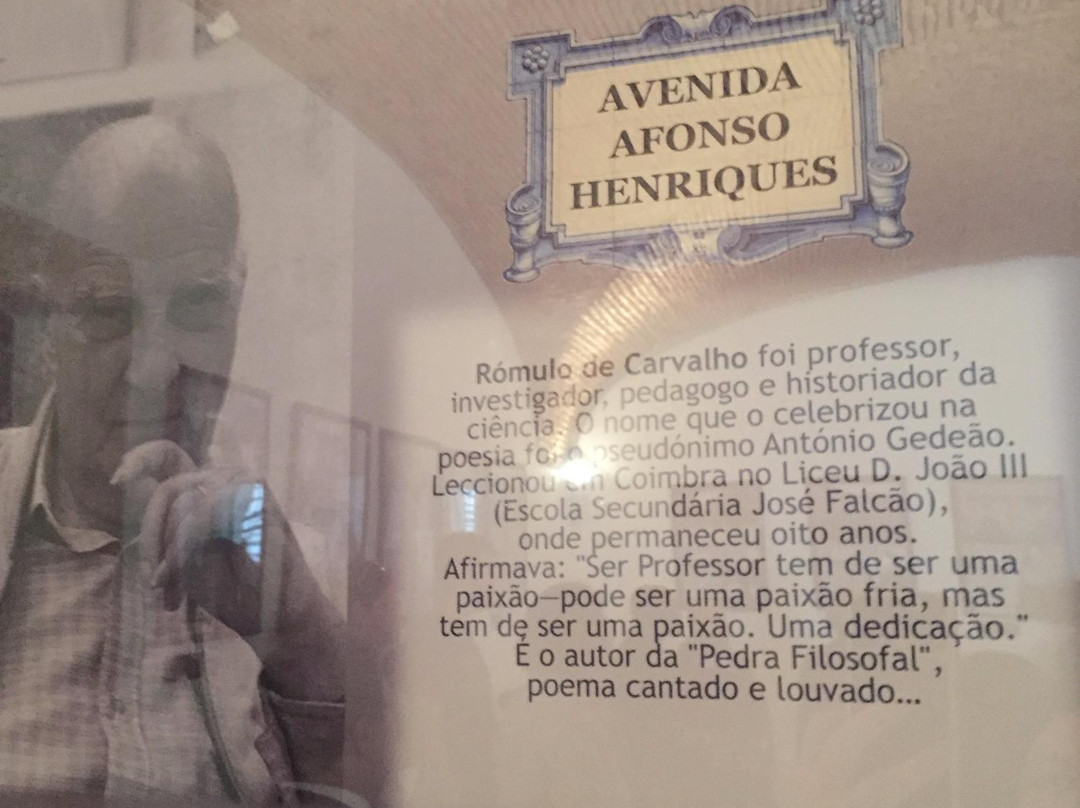 AVENIDA
AFONSO
HENRIQUES
Rómulo de Carvalho foi professor,
investigador, pedagogo e historiador da
ciência. O nome que o celebrizou na
poesia foi o pseudónimo António Gedeão.
Leccionou em Coimbra no Liceu D. João III
(Escola Secundária José Falcão),
onde permaneceu oito anos.
Afirmava: "Ser Professor tem de ser uma
paixão—pode ser uma paixão fria, mas
tem de ser uma paixão. Uma dedicação."
É o autor da "Pedra Filosofal",
poema cantado e louvado...